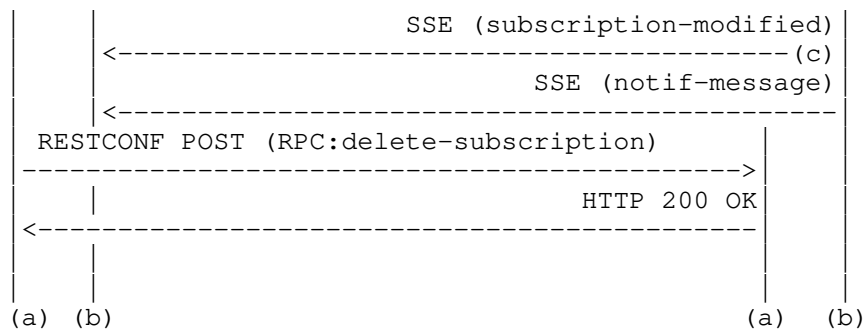 SSE (subscription-modified)
(c)
SSE (notif-message)
RESTCONF POST (RPC:delete-subscription)
HTTP 200 OK
(a) (b) (a) (b)